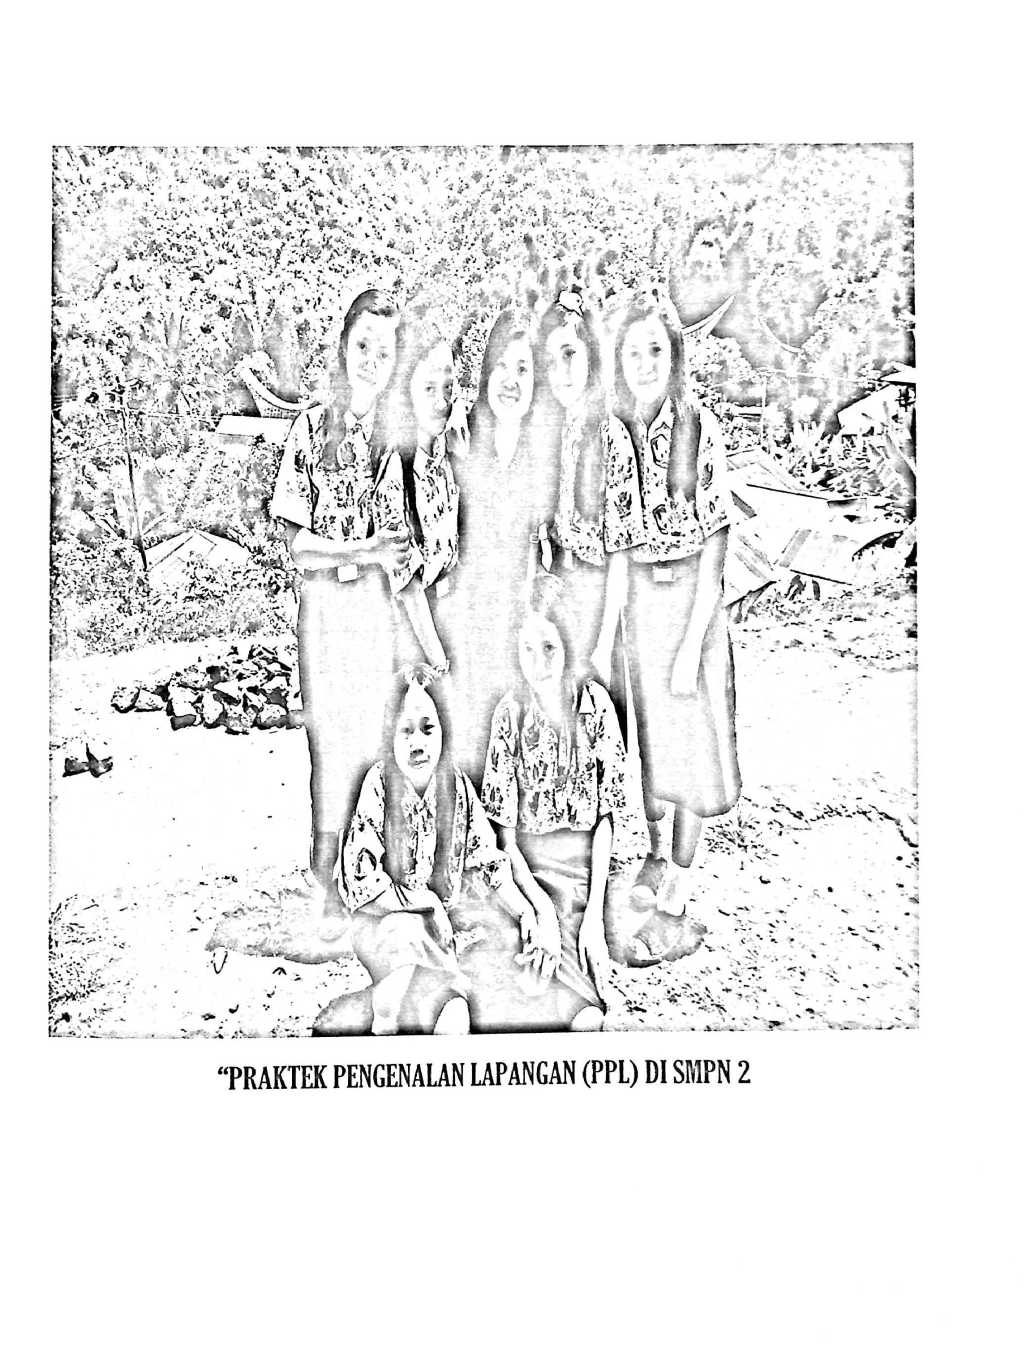 “PRAKTEK PENGENALAN LAPANGAN (PPL) DI SMPN 2